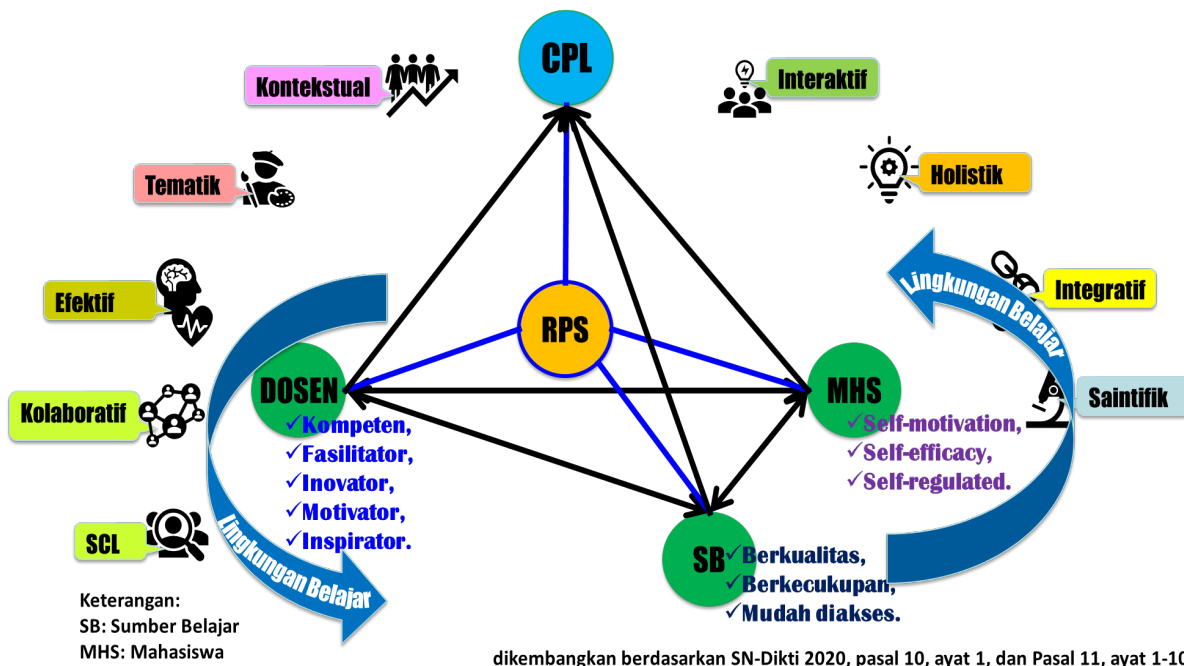 CPL
Kontekstual
Interaktif
Tematik
Holistik
Efektif
Integratif
Lingkungan Belajar
RPS
DOSEN
MHS
Kolaboratif
Saintifik
✓Kompeten,
✓Fasilitator,
✓Inovator,
✓Motivator,
✓Inspirator.
✓Self-motivation,
✓Self-efficacy,
✓Self-regulated.
SCL
Lingkungan Belajar
SB
✓Berkualitas,
✓Berkecukupan,
✓Mudah diakses.
Keterangan:
SB: Sumber Belajar
MHS: Mahasiswa
dikembangkan berdasarkan SN-Dikti 2020, pasal 10, ayat 1, dan Pasal 11, ayat 1-10